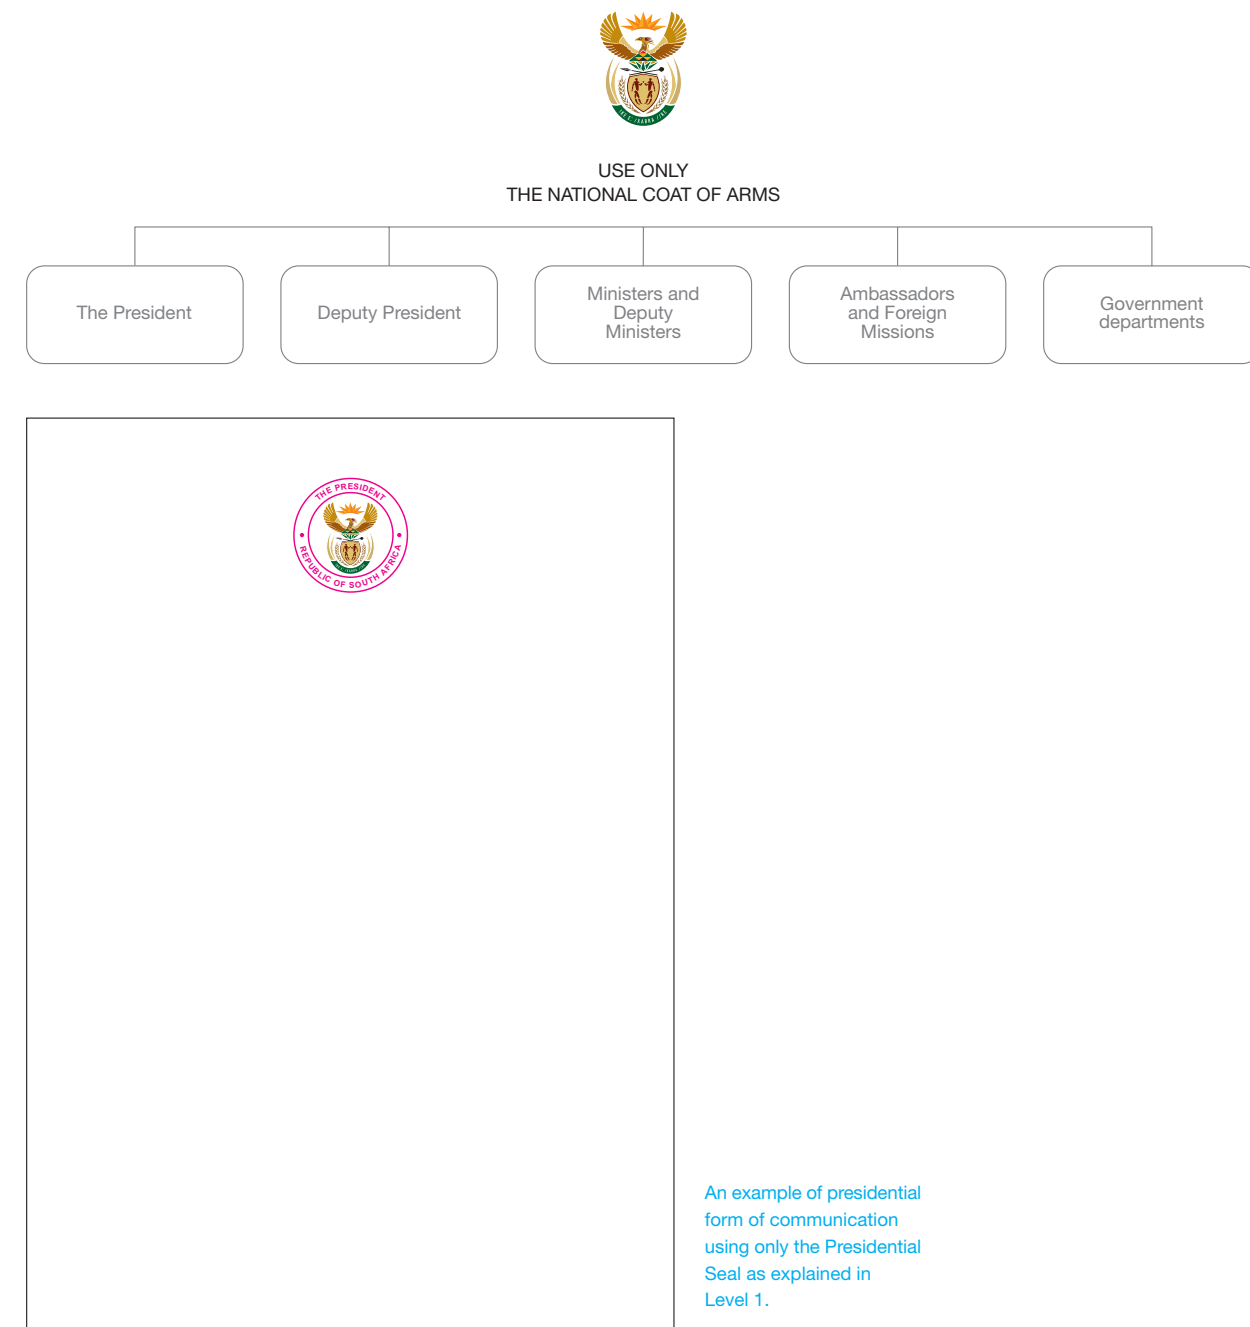 USE ONLY
THE NATIONAL COAT OF ARMS
The President
Deputy President
Ministers and
Deputy
Ministers
Ambassadors
and Foreign
Missions
Government
departments
THE PRESIDENT
REPUBLIC OF SOUTH AFRICA
An example of presidential
form of communication
using only the Presidential
Seal as explained in
Level 1.